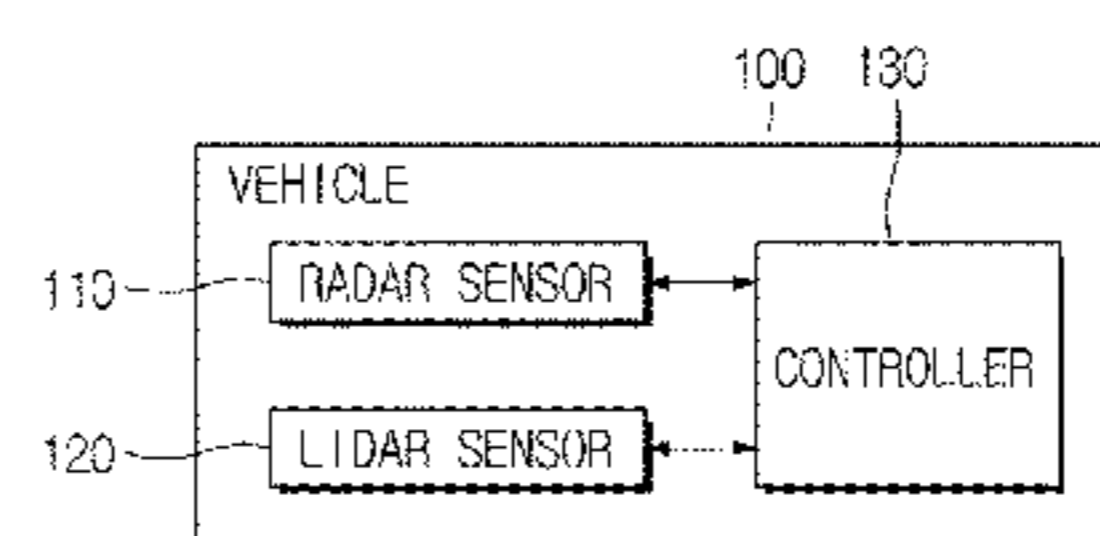 100 130
VEHICLE
110 RADAR SENSOR
CONTROLLER
120 LIDAR SENSOR